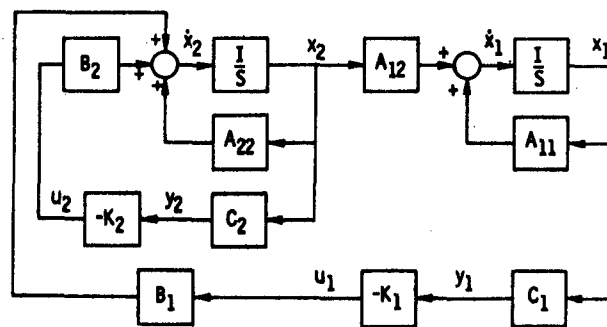 B2 + + + ẋ2 I/S x2 A12 + + ẋ1 I/S x1
A22 A11
u2 -K2 y2 C2
B1 u1 -K1 y1 C1